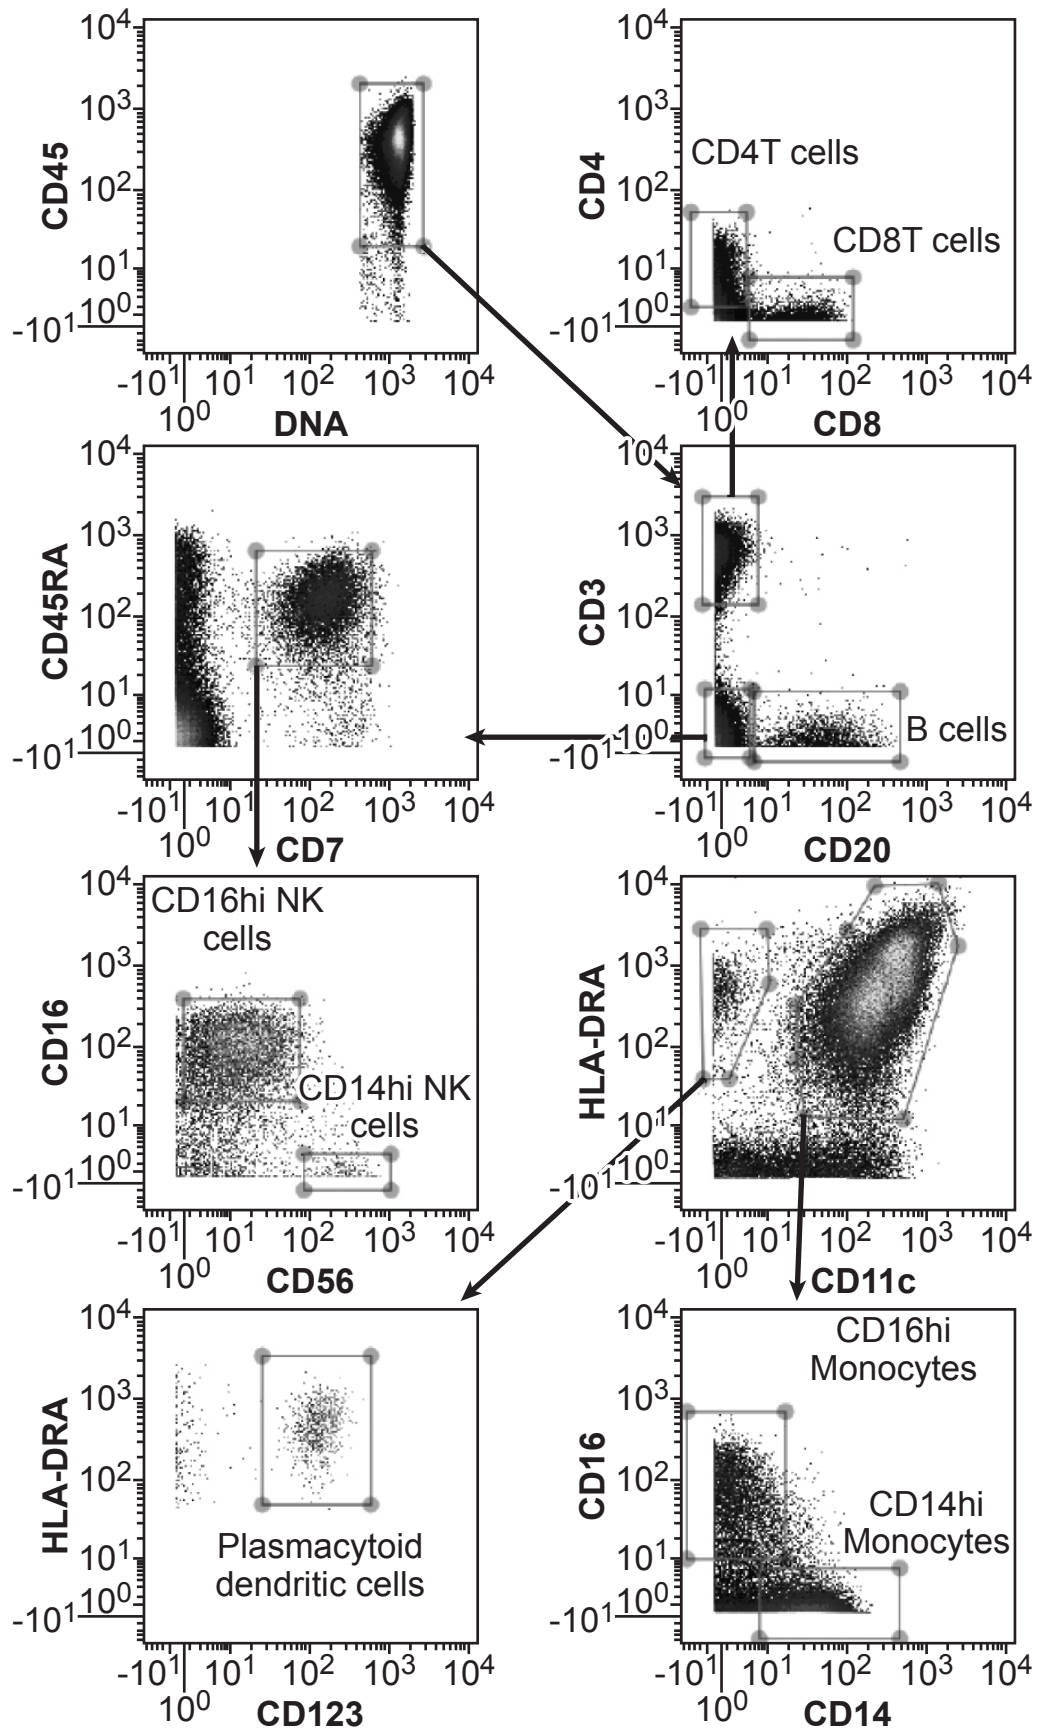 10⁴
10³
CD45
10²
10¹
10⁰
-10¹
-10¹ 10¹ 10² 10³ 10⁴
10⁰
DNA
10⁴
10³
CD4T cells
CD4
10²
CD8T cells
10¹
10⁰
-10¹
-10¹ 10¹ 10² 10³ 10⁴
10⁰
CD8
10⁴
10³
CD45RA
10²
10¹
10⁰
-10¹
-10¹ 10¹ 10² 10³ 10⁴
10⁰
CD7
10⁴
10³
CD3
10²
10¹
10⁰
B cells
-10¹
-10¹ 10¹ 10² 10³ 10⁴
10⁰
CD20
10⁴
CD16hi NK
cells
10³
CD16
10²
CD14hi NK
cells
10¹
10⁰
-10¹
-10¹ 10¹ 10² 10³ 10⁴
10⁰
CD56
10⁴
10³
HLA-DRA
10²
10¹
10⁰
-10¹
-10¹ 10¹ 10² 10³ 10⁴
10⁰
CD11c
10⁴
10³
HLA-DRA
10²
Plasmacytoid
dendritic cells
10¹
10⁰
-10¹
-10¹ 10¹ 10² 10³ 10⁴
10⁰
CD123
10⁴
CD16hi
Monocytes
10³
CD16
10²
CD14hi
Monocytes
10¹
10⁰
-10¹
-10¹ 10¹ 10² 10³ 10⁴
10⁰
CD14